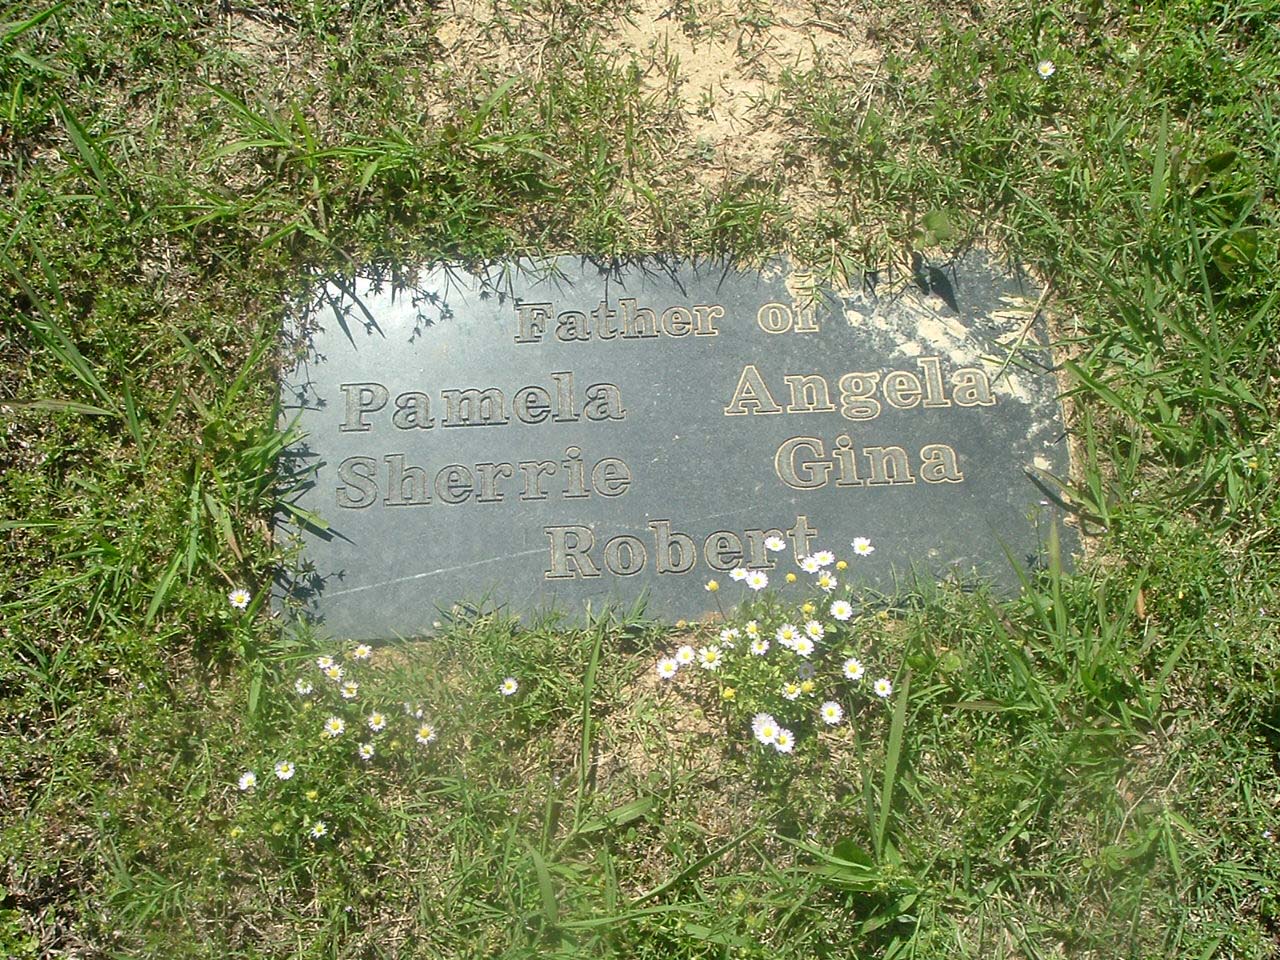 Father of
Pamela Angela
Sherrie Gina
Robert